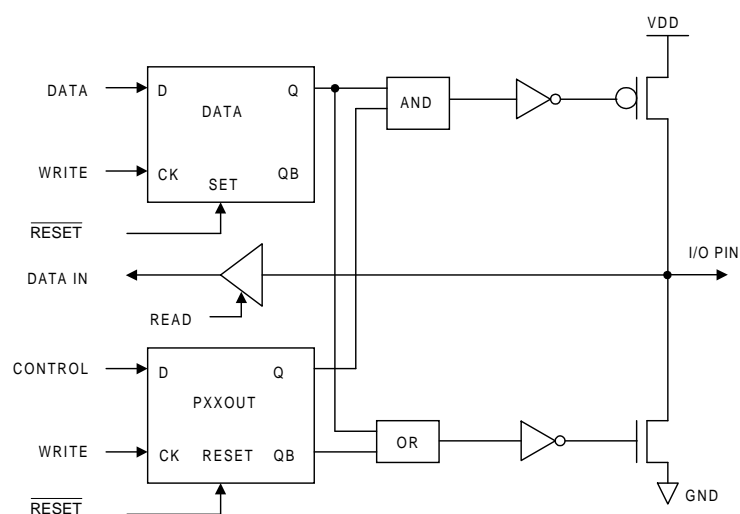 VDD
DATA
D
Q
DATA
AND
WRITE
CK
SET
QB
RESET
DATA IN
I/O PIN
READ
CONTROL
D
Q
PXXOUT
WRITE
CK
RESET
QB
OR
RESET
GND